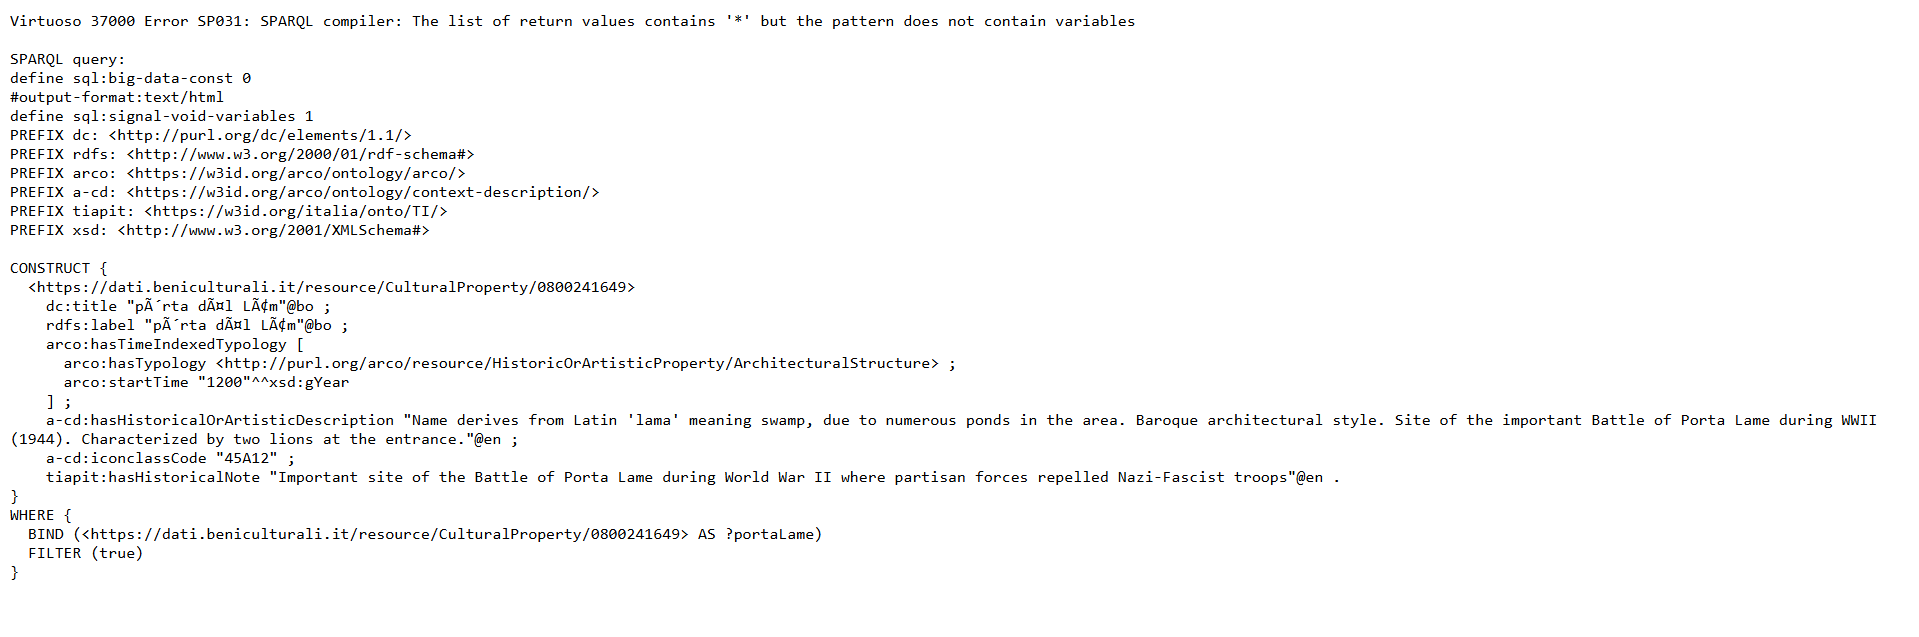 Virtuoso 37000 Error SP031: SPARQL compiler: The list of return values contains '*' but the pattern does not contain variables
SPARQL query:
define sql:big-data-const 0
#output-format:text/html
define sql:signal-void-variables 1
PREFIX dc: <http://purl.org/dc/elements/1.1/>
PREFIX rdfs: <http://www.w3.org/2000/01/rdf-schema#>
PREFIX arco: <https://w3id.org/arco/ontology/arco/>
PREFIX a-cd: <https://w3id.org/arco/ontology/context-description/>
PREFIX tiapit: <https://w3id.org/italia/onto/TI/>
PREFIX xsd: <http://www.w3.org/2001/XMLSchema#>
CONSTRUCT {
<https://dati.beniculturali.it/resource/CulturalProperty/0800241649>
dc:title "pÃ´rta dÃ¤l LÃ¢m"@bo ;
rdfs:label "pÃ´rta dÃ¤l LÃ¢m"@bo ;
arco:hasTimeIndexedTypology [
arco:hasTypology <http://purl.org/arco/resource/HistoricOrArtisticProperty/ArchitecturalStructure> ;
arco:startTime "1200"^^xsd:gYear
] ;
a-cd:hasHistoricalOrArtisticDescription "Name derives from Latin 'lama' meaning swamp, due to numerous ponds in the area. Baroque architectural style. Site of the important Battle of Porta Lame during WWII
(1944). Characterized by two lions at the entrance."@en ;
a-cd:iconclassCode "45A12" ;
tiapit:hasHistoricalNote "Important site of the Battle of Porta Lame during World War II where partisan forces repelled Nazi-Fascist troops"@en .
}
WHERE {
BIND (<https://dati.beniculturali.it/resource/CulturalProperty/0800241649> AS ?portaLame)
FILTER (true)
}